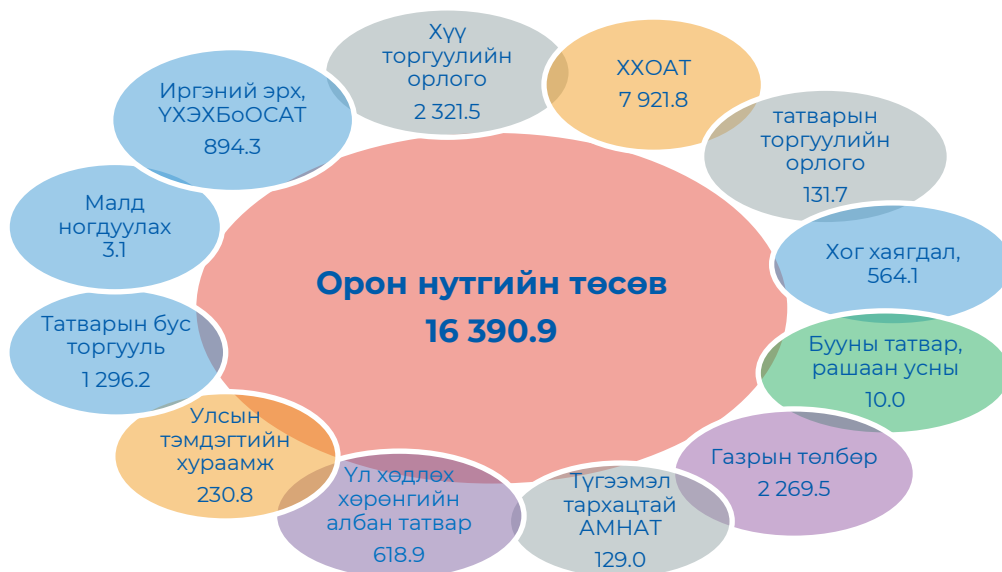 Орон нутгийн төсөв
16 390.9
Хүү
торгуулийн
орлого
2 321.5
ХХОАТ
7 921.8
татварын
торгуулийн
орлого
131.7
Хог хаягдал,
564.1
Бууны татвар,
рашаан усны
10.0
Газрын төлбөр
2 269.5
Түгээмэл
тархацтай
АМНАТ
129.0
Үл хөдлөх
хөрөнгийн
албан татвар
618.9
Улсын
тэмдэгтийн
хураамж
230.8
Татварын бус
торгууль
1 296.2
Малд
ногдуулах
3.1
Иргэний эрх,
ҮХЭХБоОСАТ
894.3